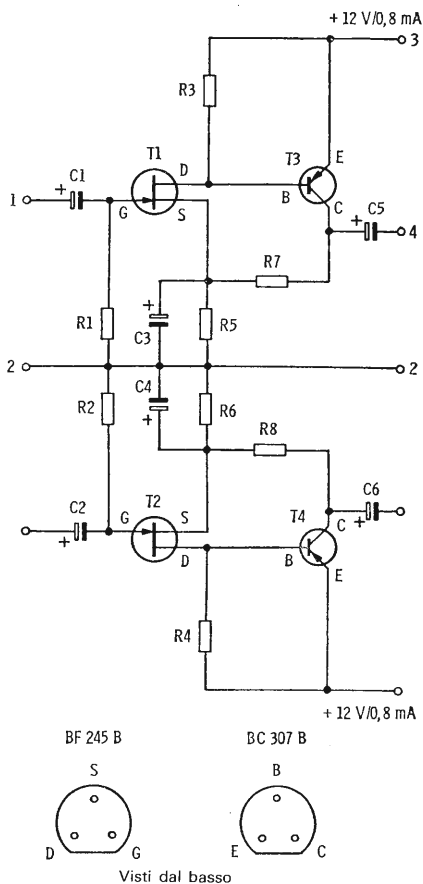 + 12 V/0,8 mA
3
R3
T1
T3
D
E
C1
+
B
C
1
G
S
C5
+
4
R7
R1
+
C3
R5
2
2
R2
C4
+
R6
R8
C2
+
G
T2
S
D
T4
C
C6
+
B
E
R4
+ 12 V/0,8 mA
BF 245 B
BC 307 B
S
B
D
G
E
C
Visti dal basso